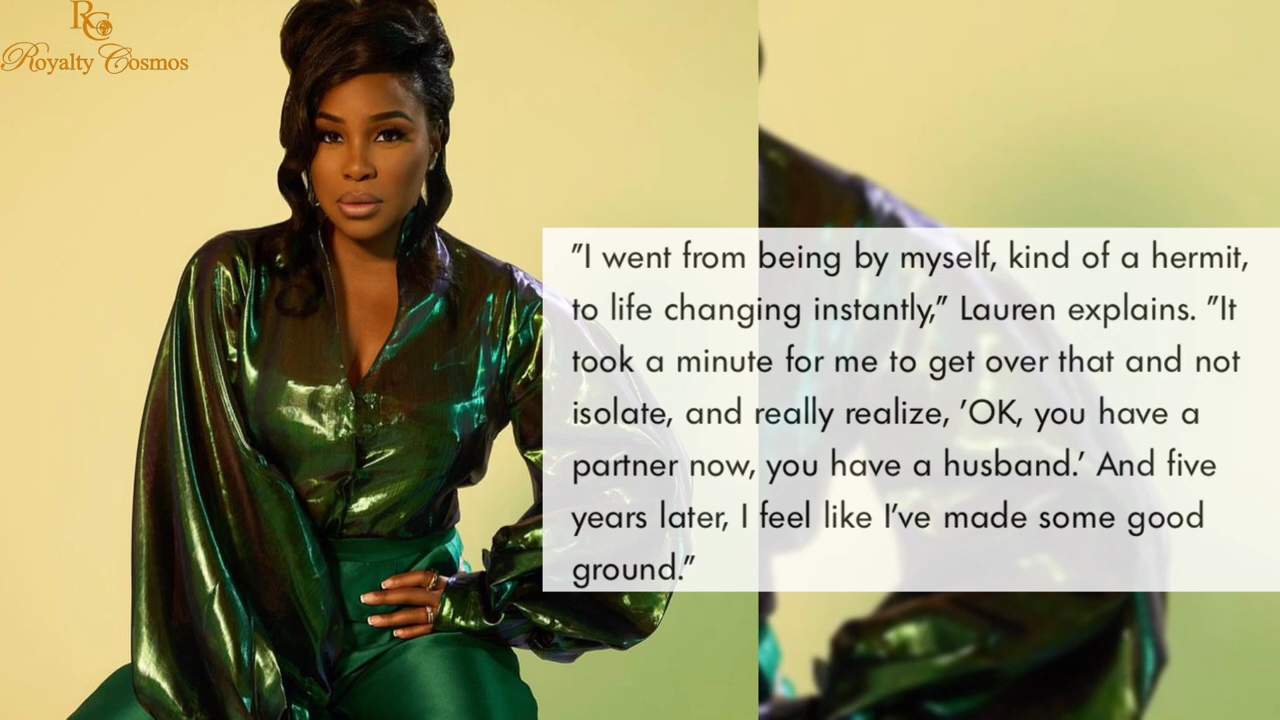 RC
Royalty Cosmos
"I went from being by myself, kind of a hermit,
to life changing instantly," Lauren explains. "It
took a minute for me to get over that and not
isolate, and really realize, 'OK, you have a
partner now, you have a husband.' And five
years later, I feel like I've made some good
ground."